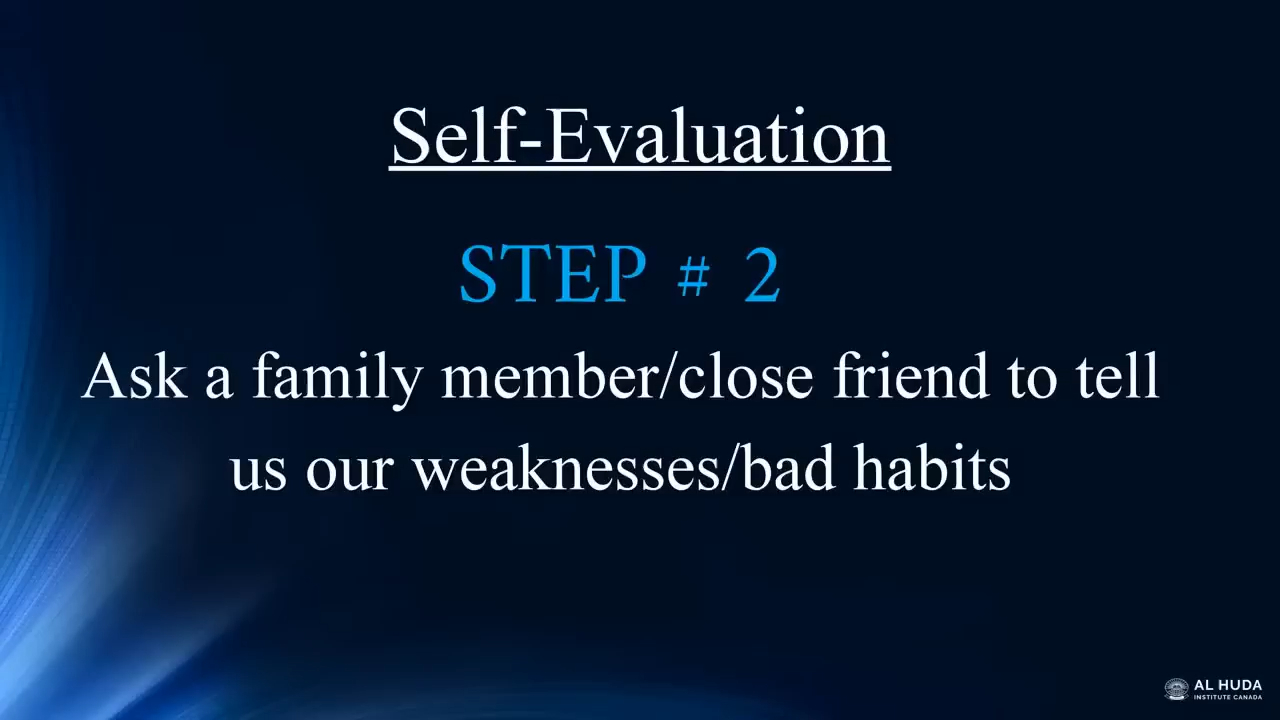 Self-Evaluation
STEP # 2
Ask a family member/close friend to tell
us our weaknesses/bad habits
AL HUDA
INSTITUTE CANADA